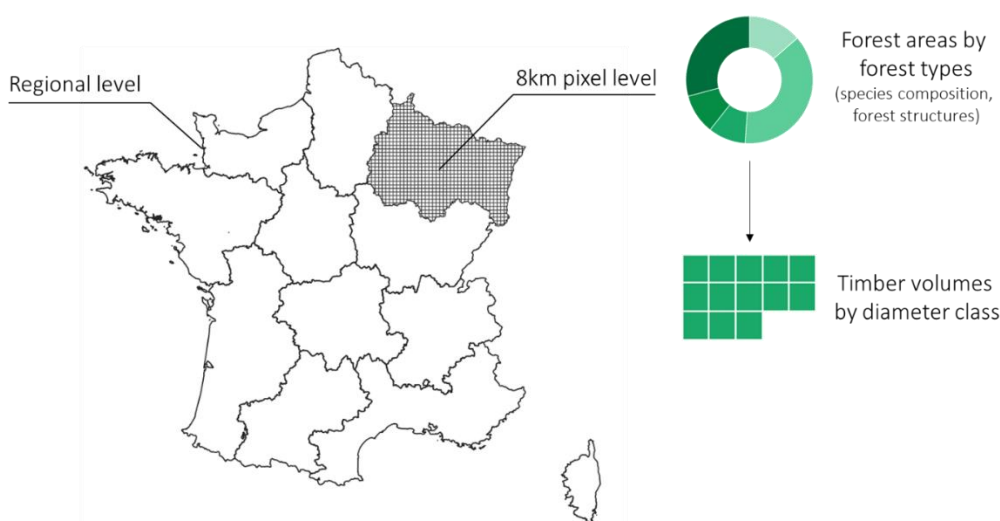 Regional level
8km pixel level
Forest areas by
forest types
(species composition,
forest structures)
Timber volumes
by diameter class